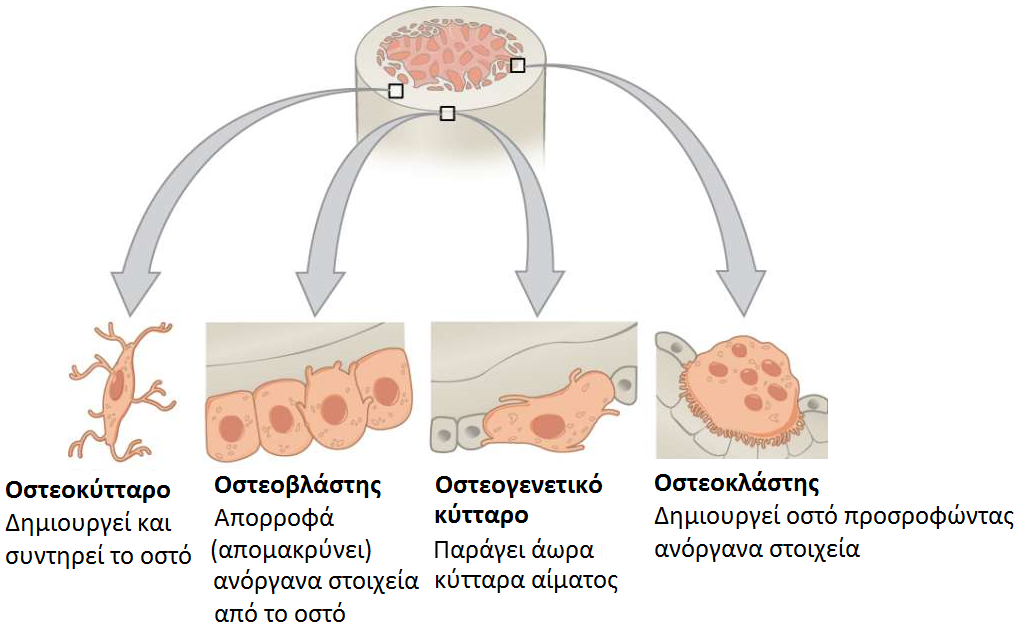 Οστεοκύτταρο
Δημιουργεί και
συντηρεί το οστό
Οστεοβλάστης
Απορροφά
(απομακρύνει)
ανόργανα στοιχεία
από το οστό
Οστεογενετικό
κύτταρο
Παράγει άωρα
κύτταρα αίματος
Οστεοκλάστης
Δημιουργεί οστό προσροφώντας
ανόργανα στοιχεία